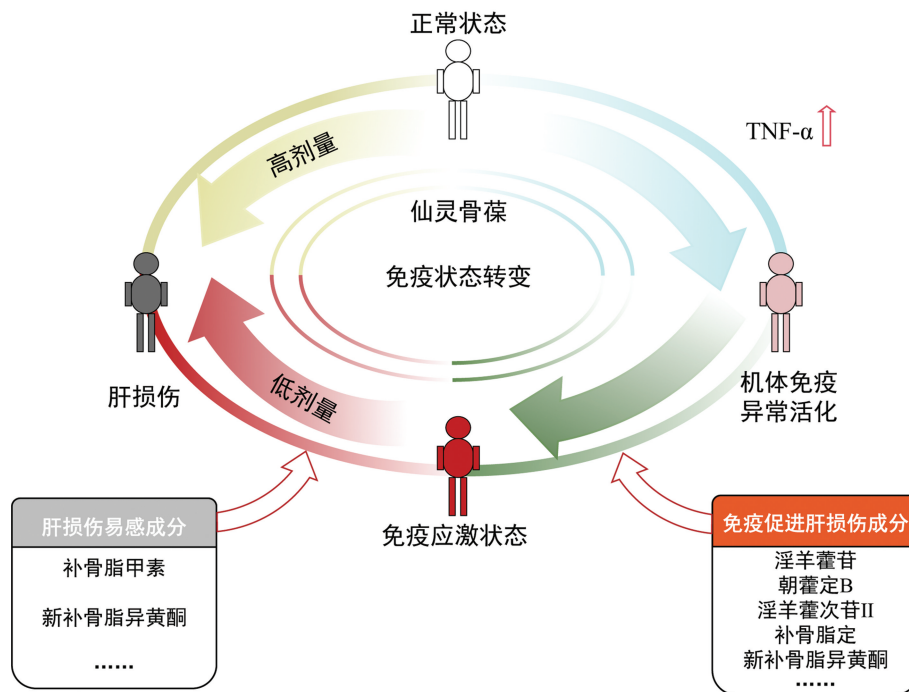 正常状态
TNF-α
高剂量
仙灵骨葆
免疫状态转变
肝损伤
低剂量
机体免疫
异常活化
免疫应激状态
肝损伤易感成分
补骨脂甲素
新补骨脂异黄酮
......
免疫促进肝损伤成分
淫羊藿苷
朝藿定B
淫羊藿次苷II
补骨脂定
新补骨脂异黄酮
......